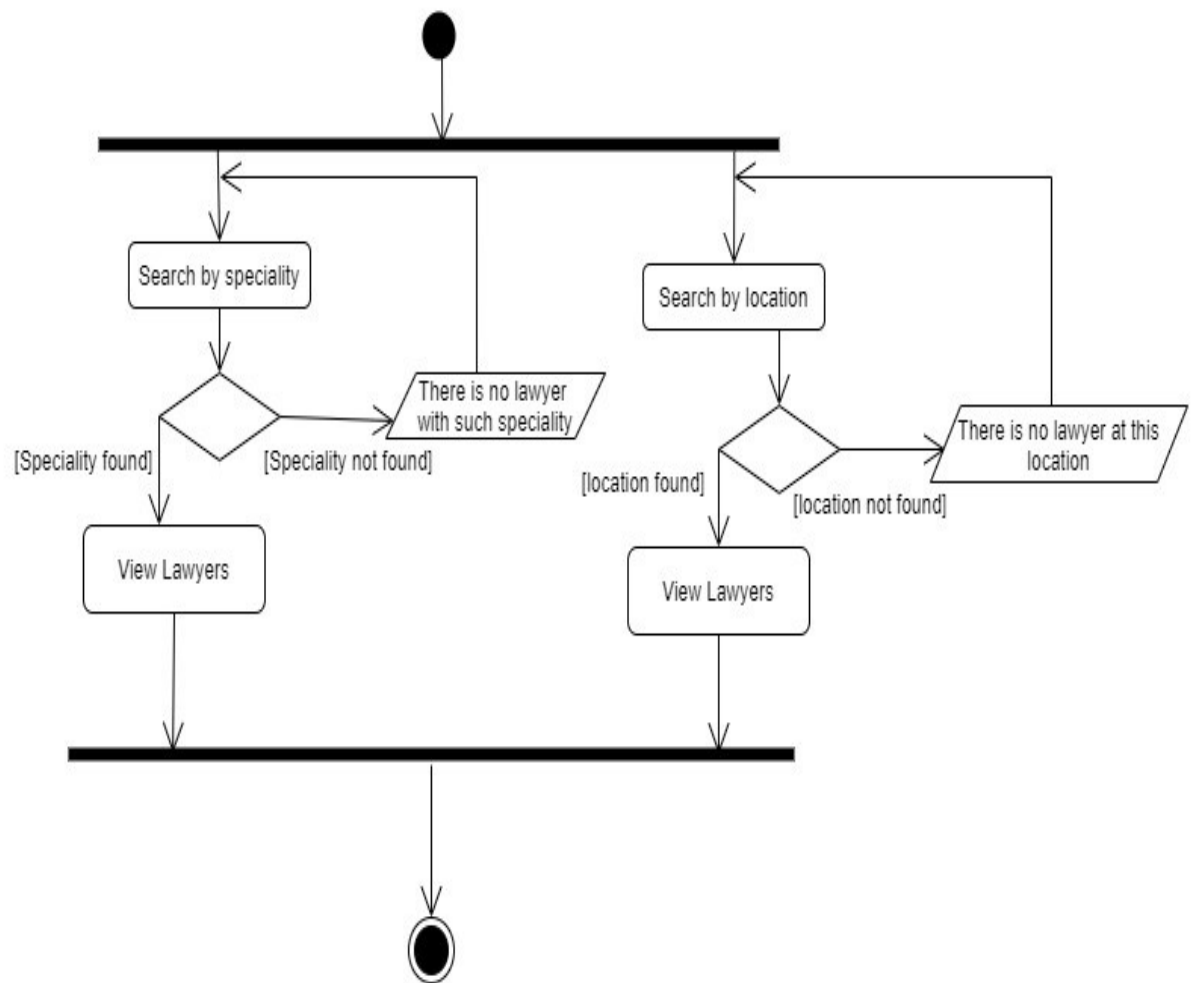 Search by speciality
Search by location
There is no lawyer
with such speciality
There is no lawyer at this
location
[Speciality found]
[Speciality not found]
[location found]
[location not found]
View Lawyers
View Lawyers